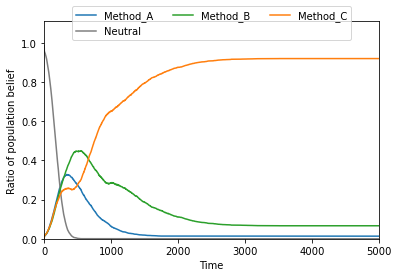 Method_A Method_B Method_C
Neutral
1.0
0.8
0.6
0.4
0.2
0.0
Ratio of population belief
0 1000 2000 3000 4000 5000
Time